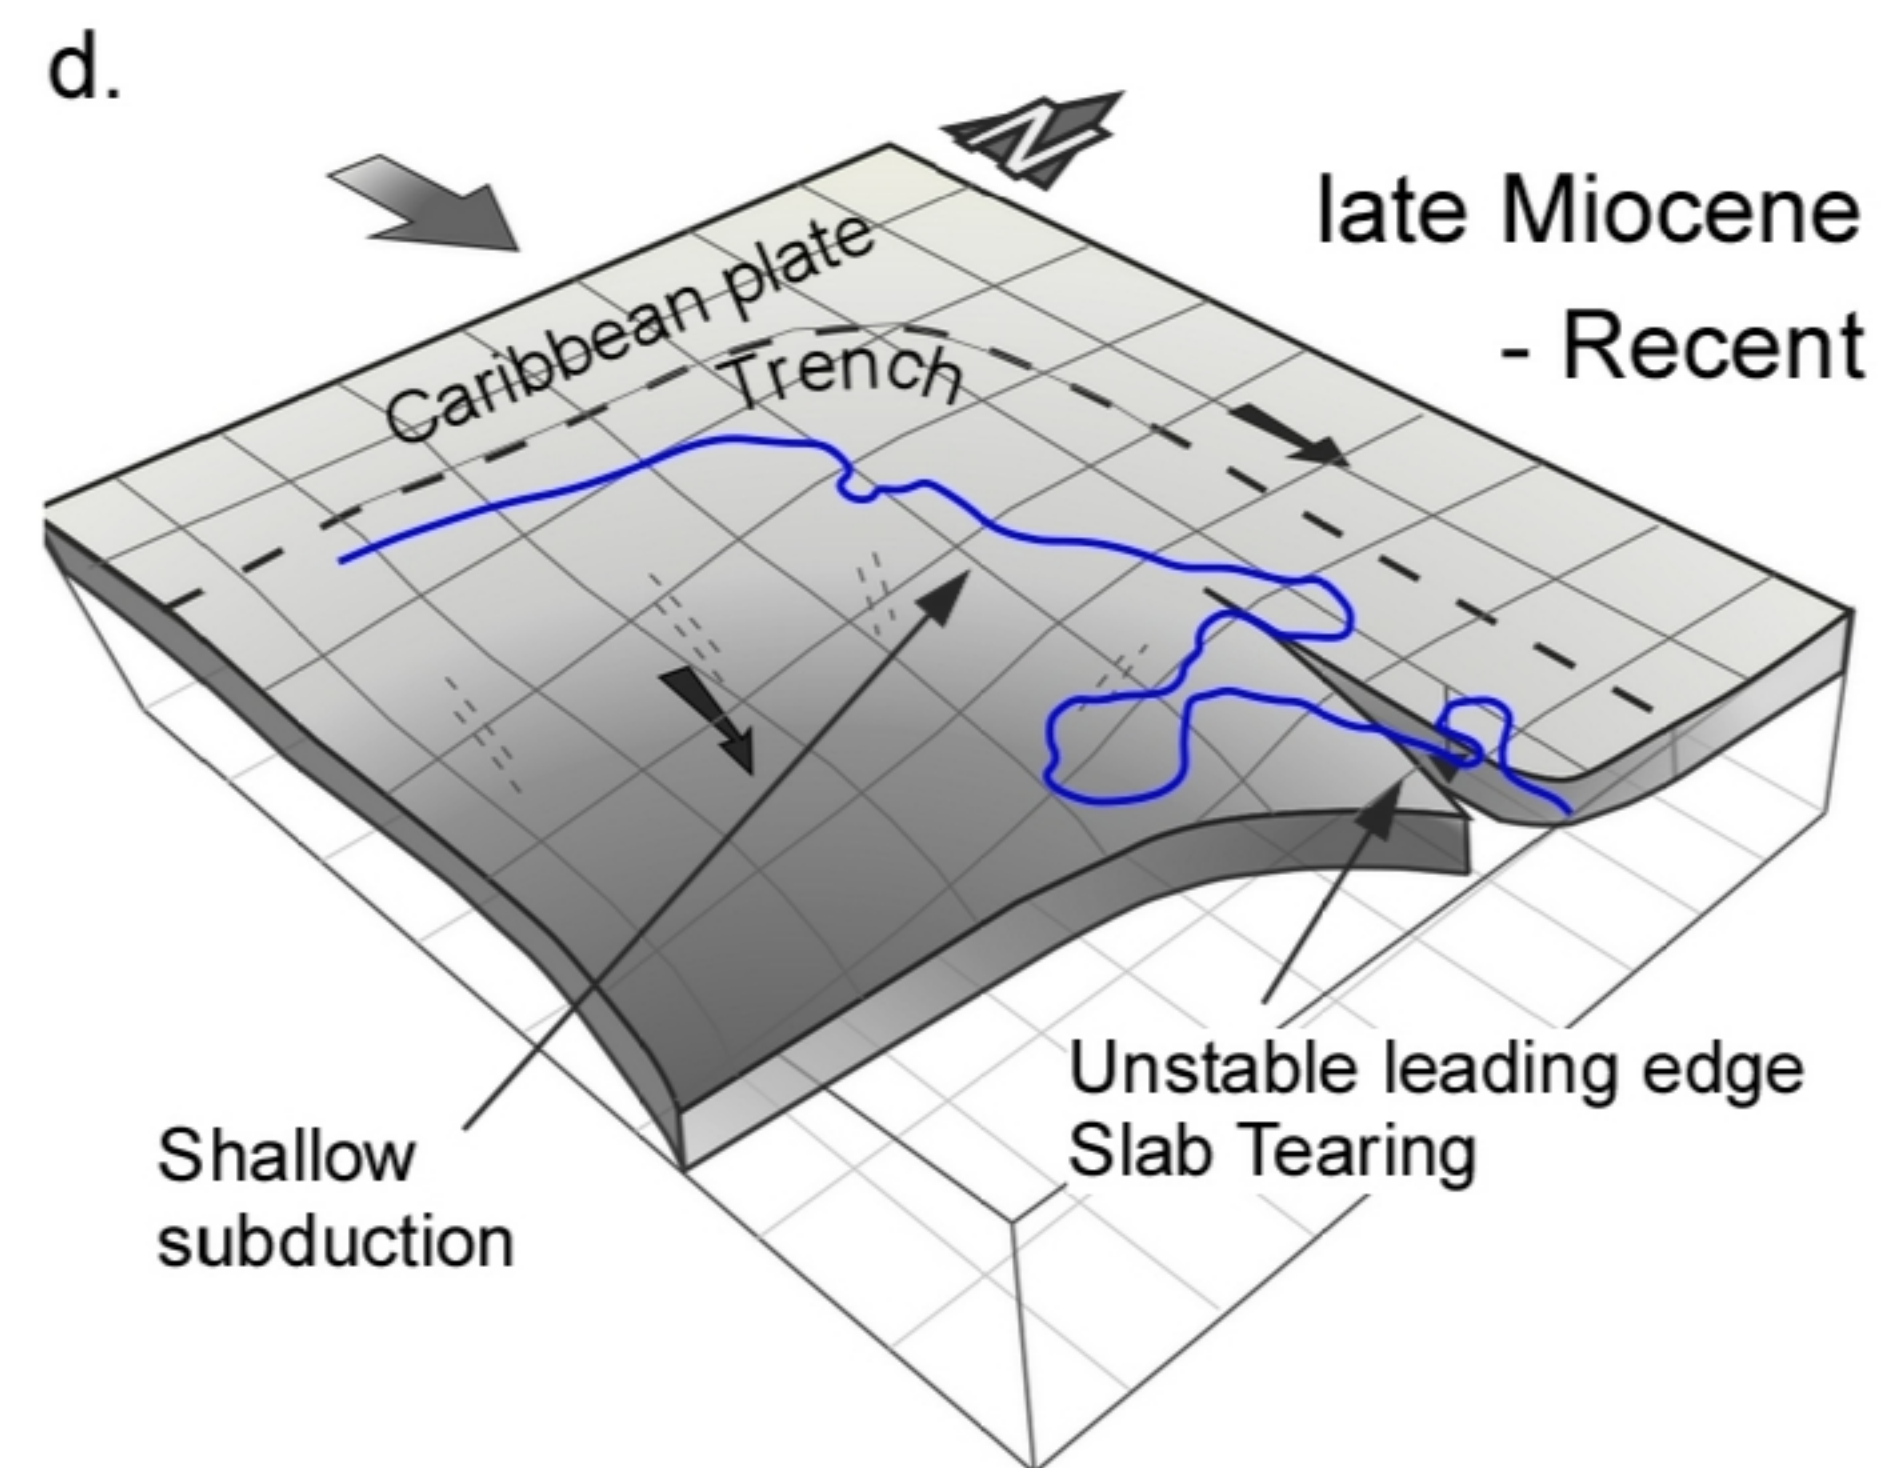 d.
N
late Miocene
- Recent
Caribbean plate
Trench
Unstable leading edge
Slab Tearing
Shallow
subduction